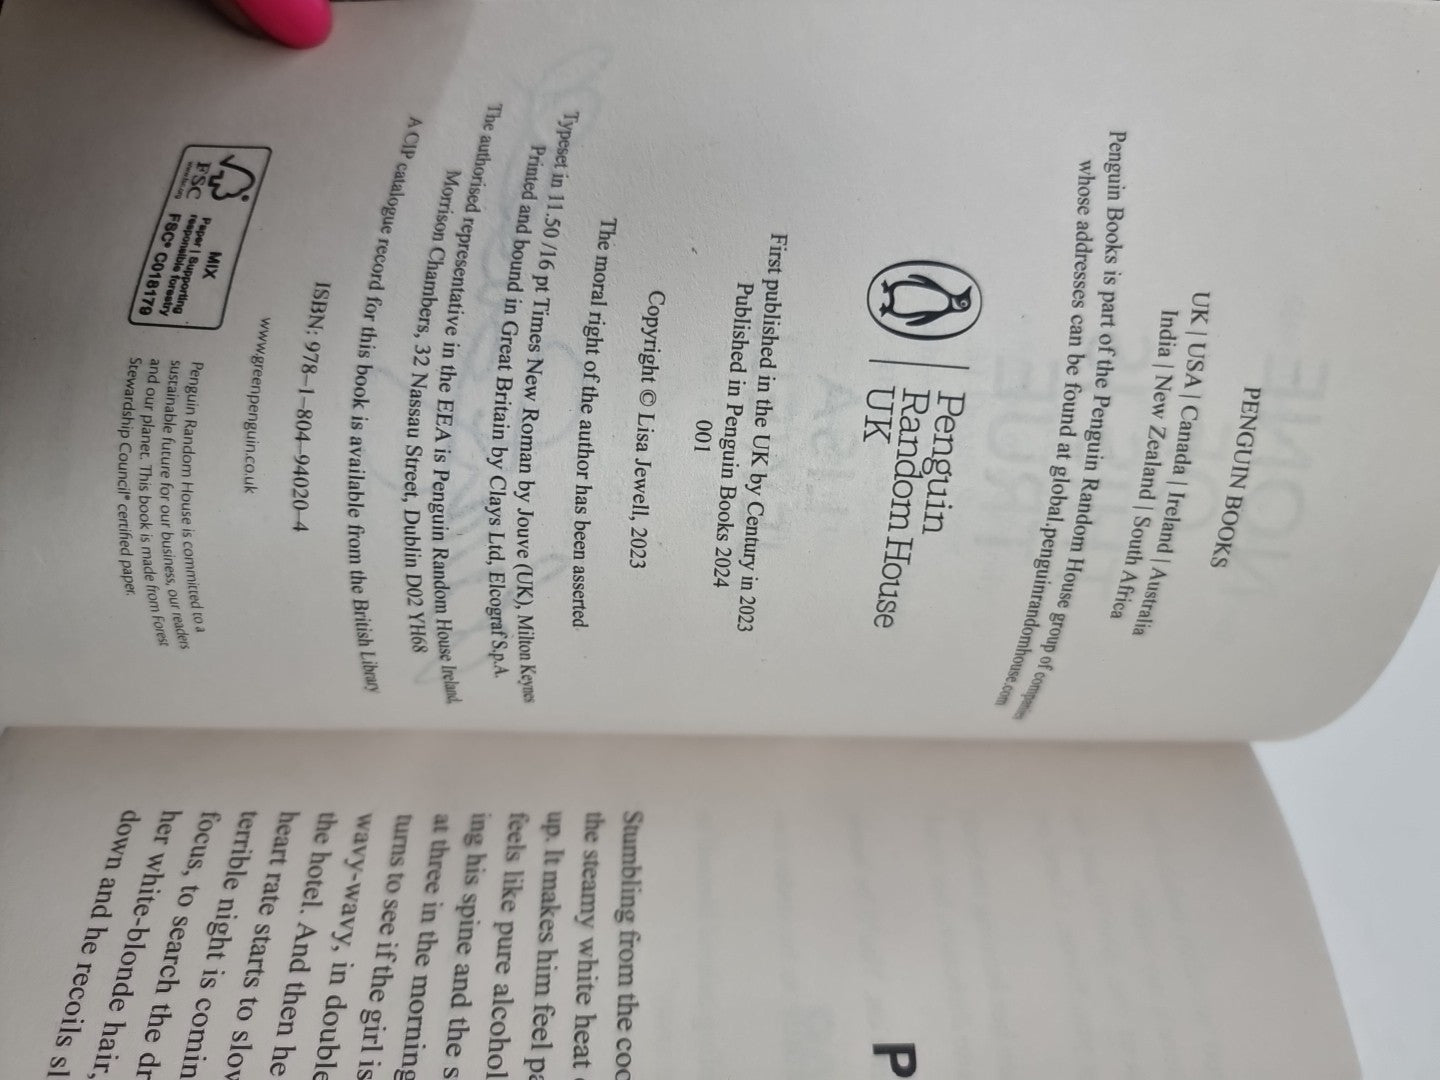 PENGUIN BOOKS
UK | USA | Canada | Ireland | Australia
India | New Zealand | South Africa
Penguin Books is part of the Penguin Random House group of companies
whose addresses can be found at global.penguinrandomhouse.com
Penguin
Random House
UK
First published in the UK by Century in 2023
Published in Penguin Books 2024
001
Copyright © Lisa Jewell, 2023
The moral right of the author has been asserted
Typeset in 11.50 /16 pt Times New Roman by Jouve (UK), Milton Keynes
Printed and bound in Great Britain by Clays Ltd, Elcograf S.p.A.
The authorised representative in the EEA is Penguin Random House Ireland,
Morrison Chambers, 32 Nassau Street, Dublin D02 YH68
A CIP catalogue record for this book is available from the British Library
ISBN: 978–1–804–94020–4
www.greenpenguin.co.uk
FSC
MIX
Paper | Supporting
responsible forestry
FSC® C018179
Penguin Random House is committed to a
sustainable future for our business, our readers
and our planet. This book is made from Forest
Stewardship Council® certified paper.
P
Stumbling from the coo
the steamy white heat
up. It makes him feel pa
feels like pure alcohol
ing his spine and the s
at three in the morning
turns to see if the girl is
wavy-wavy, in double
the hotel. And then he
heart rate starts to slow
terrible night is comin
focus, to search the dr
her white-blonde hair,
down and he recoils sl